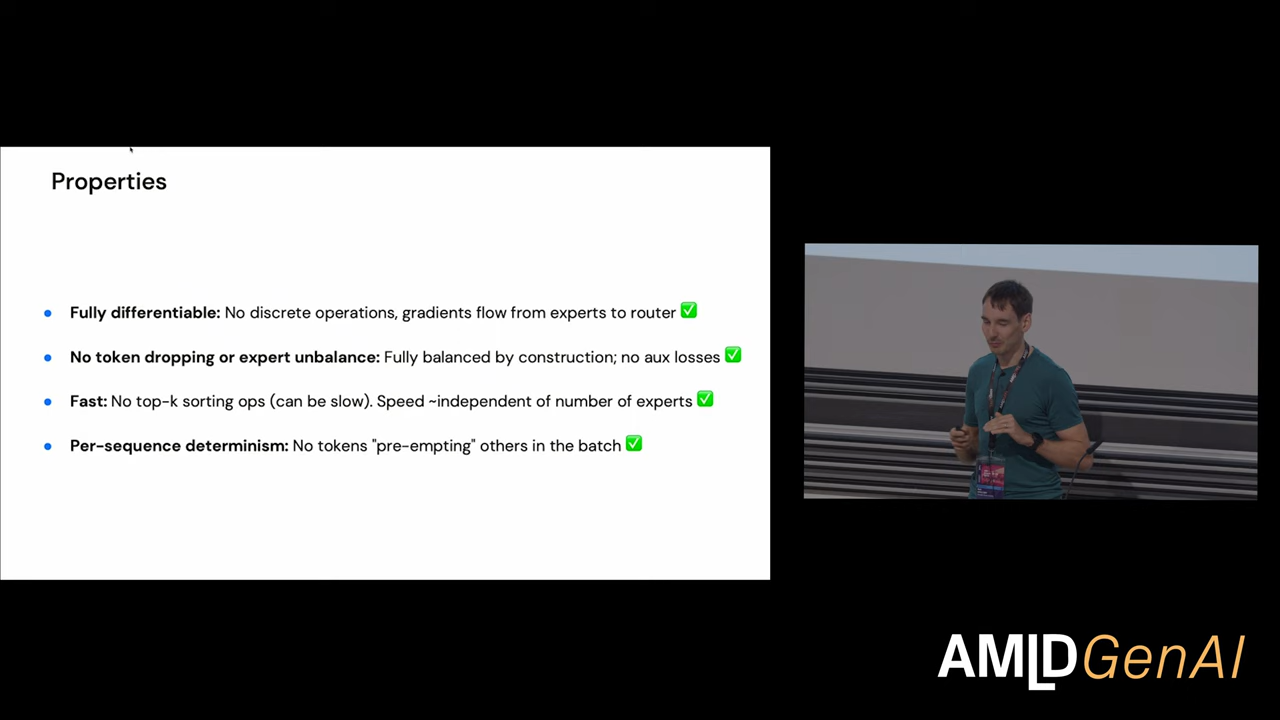 Properties
Fully differentiable: No discrete operations, gradients flow from experts to router ✅
No token dropping or expert unbalance: Fully balanced by construction; no aux losses ✅
Fast: No top-k sorting ops (can be slow). Speed ~independent of number of experts ✅
Per-sequence determinism: No tokens "pre-empting" others in the batch ✅
AMLD GenAI